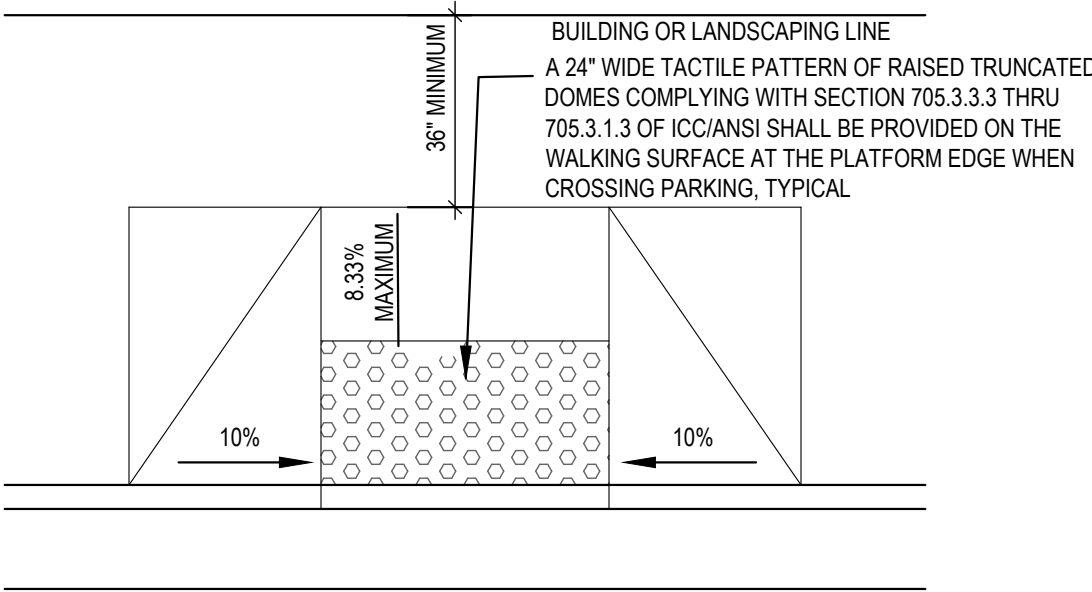 36" MINIMUM
BUILDING OR LANDSCAPING LINE
A 24" WIDE TACTILE PATTERN OF RAISED TRUNCATED
DOMES COMPLYING WITH SECTION 705.3.3.3 THRU
705.3.1.3 OF ICC/ANSI SHALL BE PROVIDED ON THE
WALKING SURFACE AT THE PLATFORM EDGE WHEN
CROSSING PARKING, TYPICAL
8.33%
MAXIMUM
10%
10%